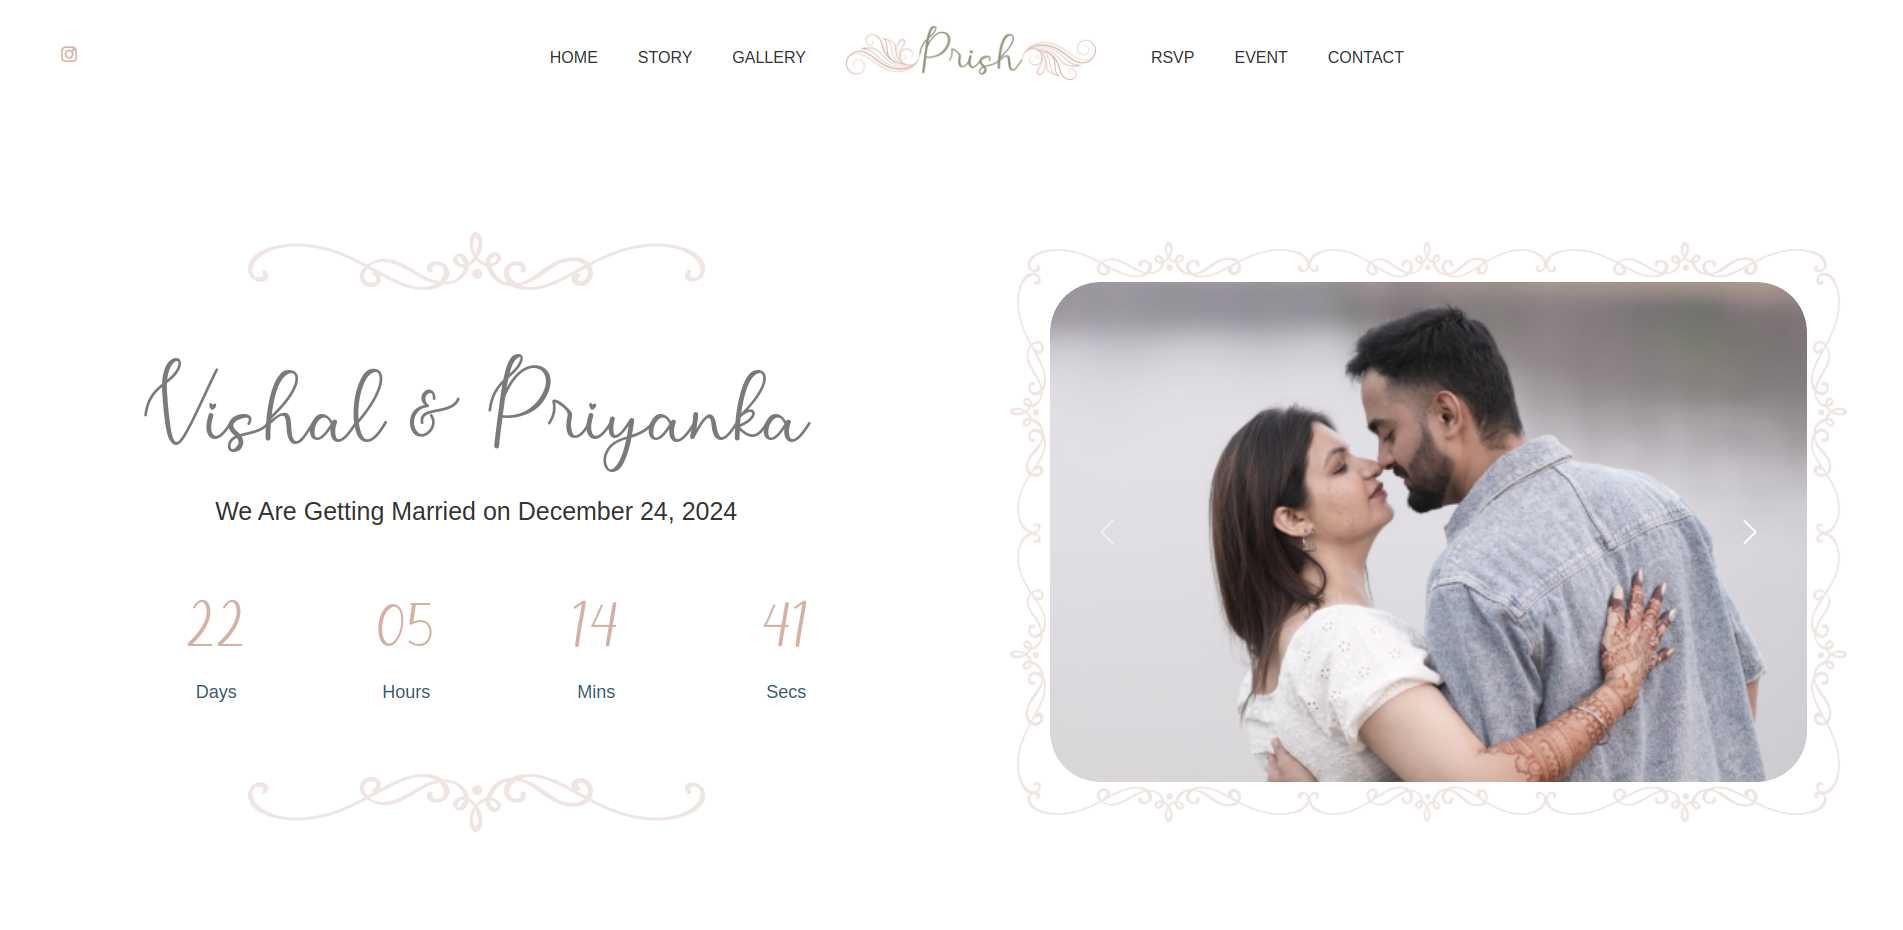 HOME STORY GALLERY Prish RSVP EVENT CONTACT
Vishal & Priyanka
We Are Getting Married on December 24, 2024
22 05 14 41
Days Hours Mins Secs